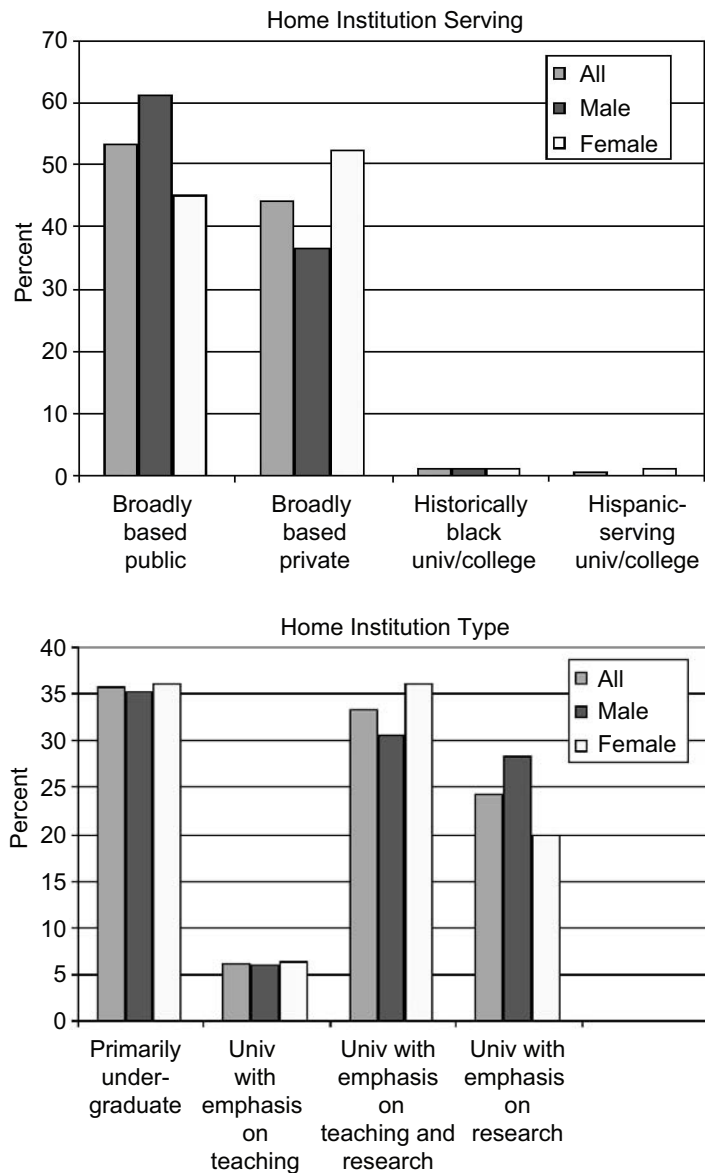 Home Institution Serving
70
60
50
40
30
20
10
0
Percent
All
Male
Female
Broadly
based
public
Broadly
based
private
Historically
black
univ/college
Hispanic-
serving
univ/college
Home Institution Type
40
35
30
25
20
15
10
5
0
Percent
All
Male
Female
Primarily
under-
graduate
Univ
with
emphasis
on
teaching
Univ with
emphasis
on
teaching and
research
Univ with
emphasis
on
research